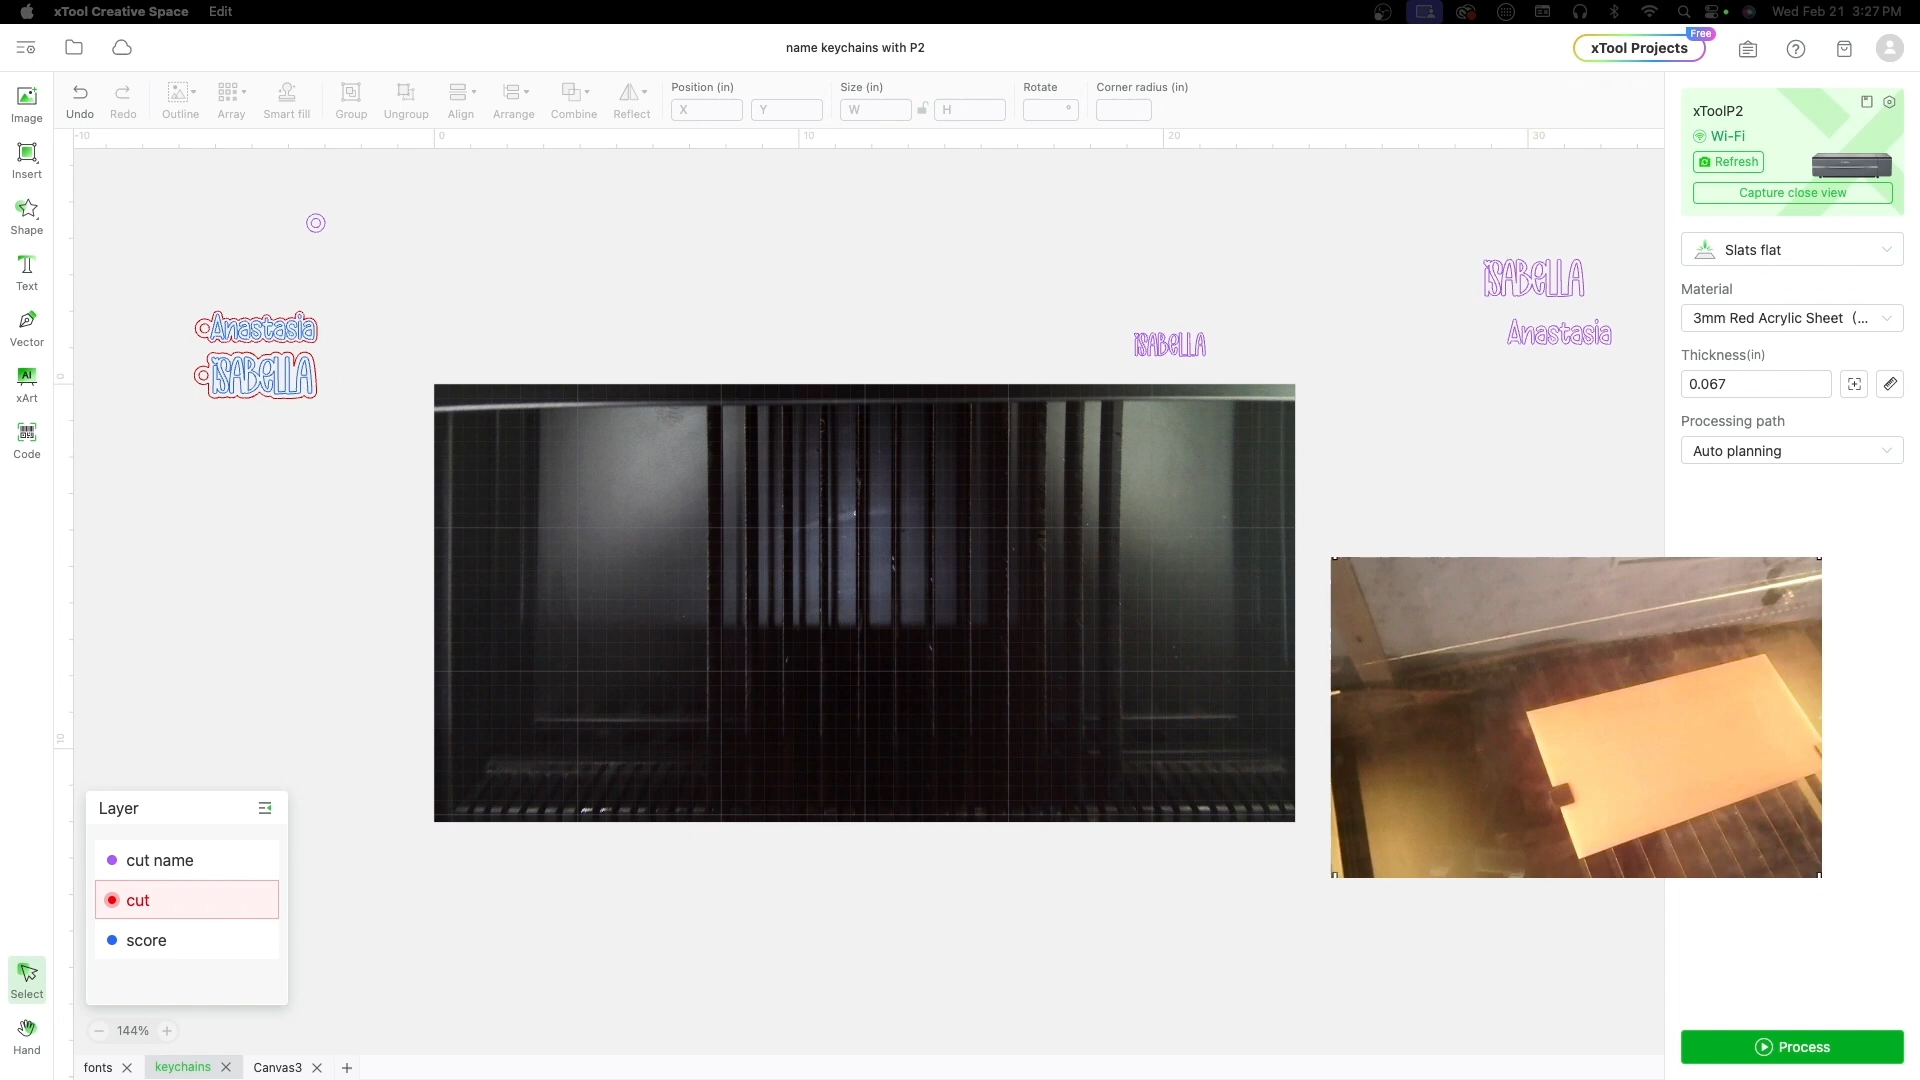 xTool Creative Space Edit
Wed Feb 21 3:27 PM
name keychains with P2
xTool Projects
Free
Image
Insert
Shape
Text
Vector
AI
xArt
Code
Select
Hand
Undo
Redo
Outline
Array
Smart fill
Group
Ungroup
Align
Arrange
Combine
Reflect
Position (in)
X
Y
Size (in)
W
H
Rotate
°
Corner radius (in)
-10
0
10
20
30
0
10
Anastasia
ISABELLA
ISABELLA
ISABELLA
Anastasia
Layer
cut name
cut
score
144%
fonts
keychains
Canvas3
xToolP2
Wi-Fi
Refresh
Capture close view
Slats flat
Material
3mm Red Acrylic Sheet (...
Thickness(in)
0.067
Processing path
Auto planning
Process